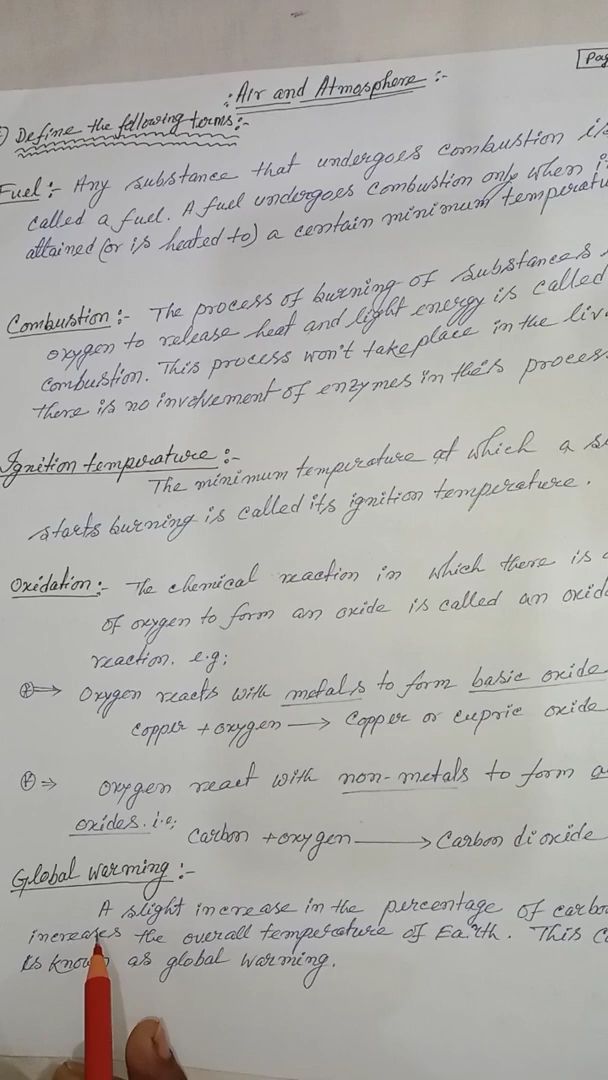 [Pag
:Air and Atmosphere :-
Define the following terms:-
Fuel :- Any substance that undergoes combustion is
called a fuel. A fuel undergoes combustion only when
attained (or is heated to) a certain minimum temperatu
Combustion :- The process of burning of substances
oxygen to release heat and light energy is called
Combustion. This process won't take place in the liv
there is no involvement of enzymes in this process
Ignition temperature :-
The minimum temperature at which a su
starts burning is called its ignition temperature.
Oxidation :- The chemical reaction in which there is
of oxygen to form an oxide is called an oxid
reaction. e.g;
⇒ Oxygen reacts with metals to form basic oxide
Copper + oxygen → Copper or cupric oxide
⇒ oxygen react with non-metals to form a
oxides. i.e;
Carbon + oxygen → Carbon dioxide
Global warming :-
A slight increase in the percentage of carbo
increases the overall temperature of Earth. This c
is known as global warming.